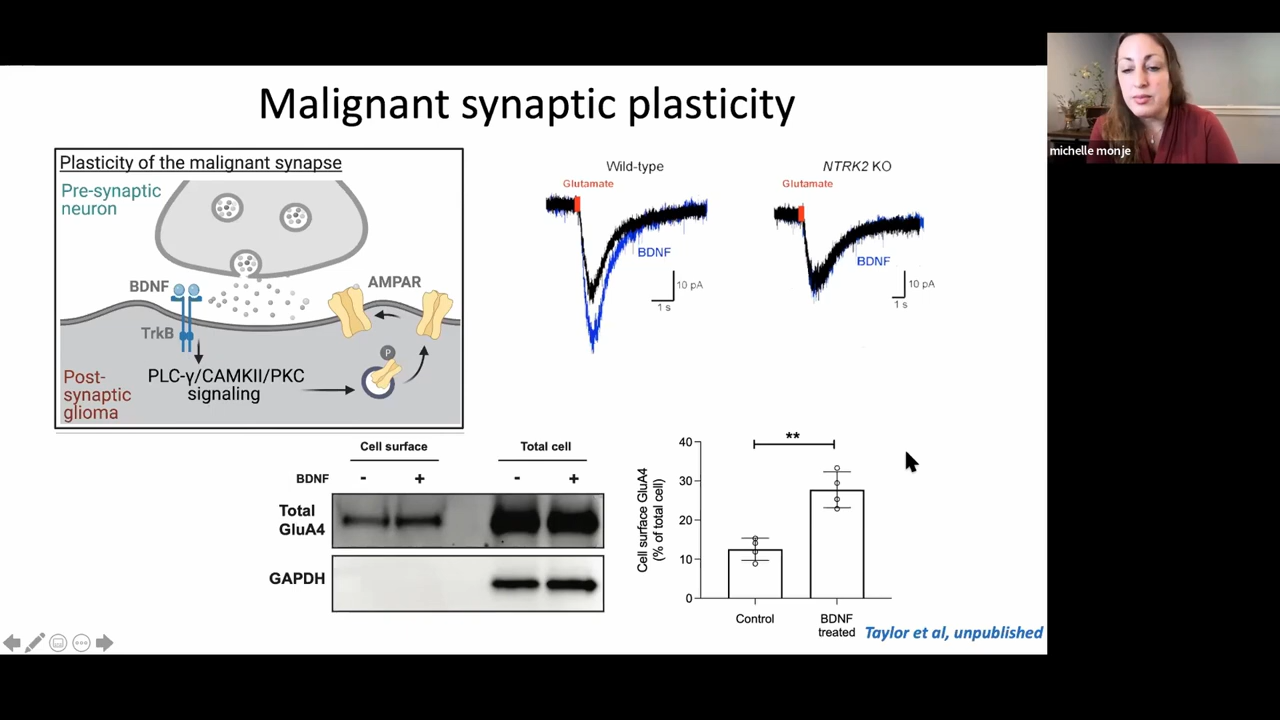 Malignant synaptic plasticity
michelle monje
Plasticity of the malignant synapse
Pre-synaptic
neuron
BDNF
AMPAR
TrkB
P
PLC-γ/CAMKII/PKC
signaling
Post-
synaptic
glioma
Wild-type
Glutamate
BDNF
10 pA
1 s
NTRK2 KO
Glutamate
BDNF
10 pA
1 s
Cell surface
Total cell
BDNF - + - +
Total
GluA4
GAPDH
Cell surface GluA4
(% of total cell)
40
30
20
10
0
**
Control
BDNF
treated
Taylor et al, unpublished